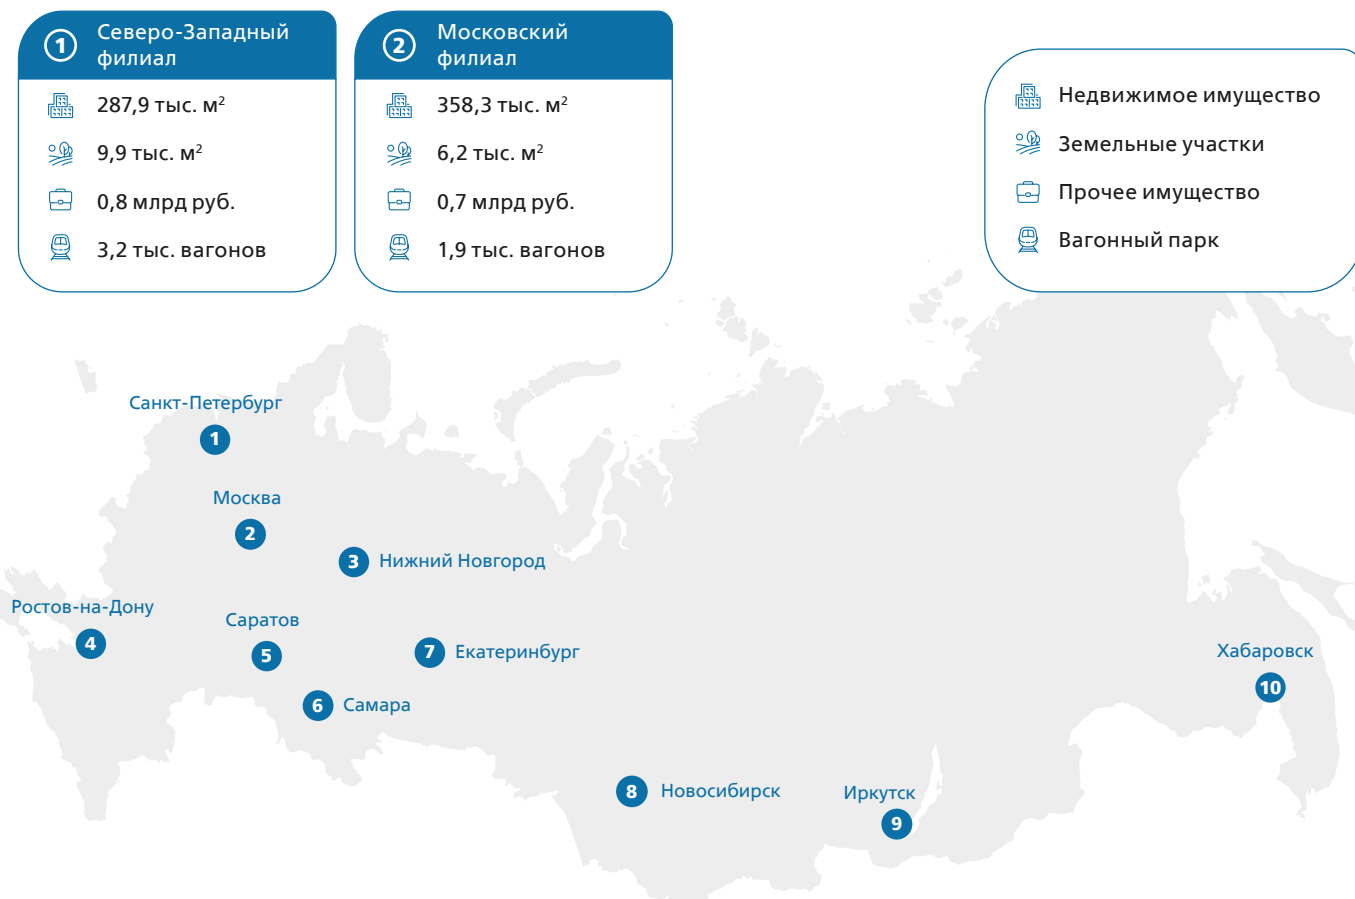 1
Северо-Западный
филиал
287,9 тыс. м²
9,9 тыс. м²
0,8 млрд руб.
3,2 тыс. вагонов
2
Московский
филиал
358,3 тыс. м²
6,2 тыс. м²
0,7 млрд руб.
1,9 тыс. вагонов
Недвижимое имущество
Земельные участки
Прочее имущество
Вагонный парк
Санкт-Петербург
1
Москва
2
3 Нижний Новгород
Ростов-на-Дону
4
Саратов
5
7 Екатеринбург
6 Самара
Хабаровск
10
8 Новосибирск
Иркутск
9